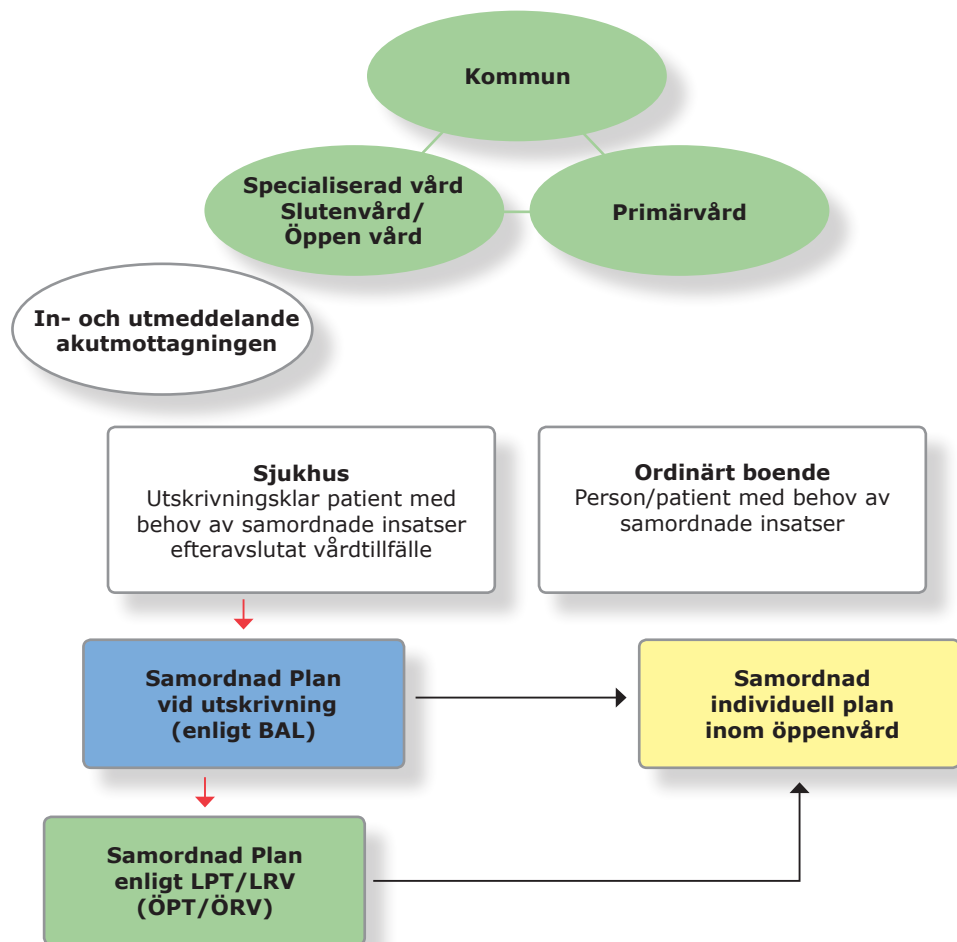 Kommun
Specialiserad vård
Slutenvård/
Öppen vård
Primärvård
In- och utmeddelande
akutmottagningen
Sjukhus
Utskrivningsklar patient med
behov av samordnade insatser
efteravslutat vårdtillfälle
Ordinärt boende
Person/patient med behov av
samordnade insatser
Samordnad Plan
vid utskrivning
(enligt BAL)
Samordnad
individuell plan
inom öppenvård
Samordnad Plan
enligt LPT/LRV
(ÖPT/ÖRV)